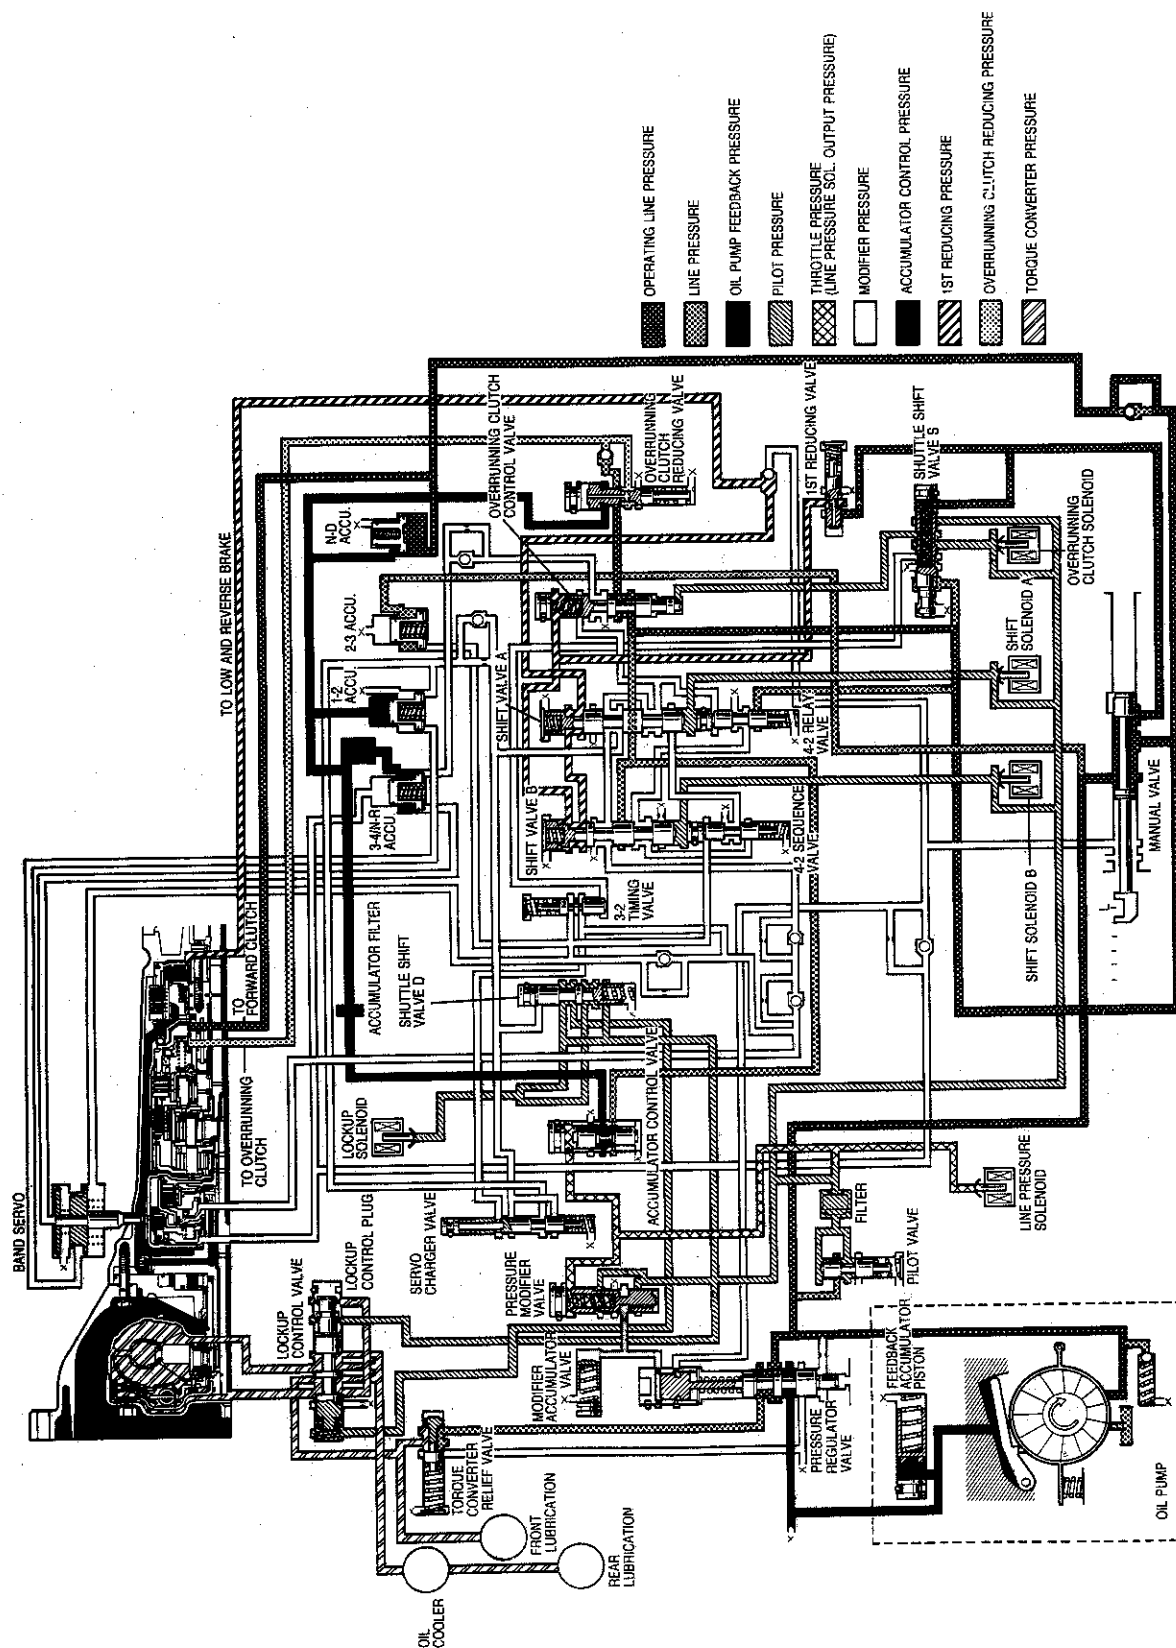 BAND SERVO
TO LOW AND REVERSE BRAKE
TO
FORWARD CLUTCH
TO OVERRUNNING
CLUTCH
ACCUMULATOR FILTER
SHUTTLE SHIFT
VALVE D
LOCKUP
SOLENOID
LOCKUP
CONTROL VALVE
LOCKUP
CONTROL PLUG
SERVO
CHARGER VALVE
PRESSURE
MODIFIER
VALVE
MODIFIER
ACCUMULATOR
VALVE
TORQUE
CONVERTER
RELIEF VALVE
FRONT
LUBRICATION
REAR
LUBRICATION
OIL
COOLER
3-4/4-R
ACCU.
1-2
ACCU.
2-3 ACCU.
N-D
ACCU.
SHIFT VALVE B
SHIFT VALVE A
OVERRUNNING CLUTCH
CONTROL VALVE
OVERRUNNING
CLUTCH
REDUCING VALVE
3-2
TIMING
VALVE
4-2 SEQUENCE
VALVE
4-2 RELAY
VALVE
1ST REDUCING VALVE
SHUTTLE SHIFT
VALVE S
ACCUMULATOR CONTROL VALVE
PRESSURE
REGULATOR
VALVE
FEEDBACK
ACCUMULATOR
PISTON
PILOT VALVE
FILTER
LINE PRESSURE
SOLENOID
SHIFT SOLENOID B
SHIFT
SOLENOID A
OVERRUNNING
CLUTCH SOLENOID
MANUAL VALVE
OIL PUMP
OPERATING LINE PRESSURE
LINE PRESSURE
OIL PUMP FEEDBACK PRESSURE
PILOT PRESSURE
THROTTLE PRESSURE
(LINE PRESSURE SOL. OUTPUT PRESSURE)
MODIFIER PRESSURE
ACCUMULATOR CONTROL PRESSURE
1ST REDUCING PRESSURE
OVERRUNNING CLUTCH REDUCING PRESSURE
TORQUE CONVERTER PRESSURE